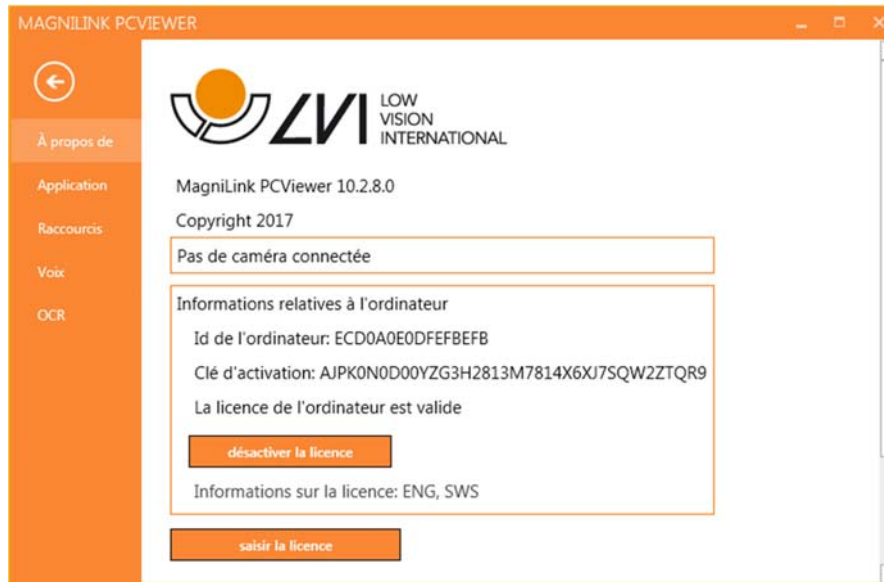 MAGNILINK PCVIEWER
À propos de
Application
Raccourcis
Voix
OCR
LVI
LOW
VISION
INTERNATIONAL
MagniLink PCViewer 10.2.8.0
Copyright 2017
Pas de caméra connectée
Informations relatives à l'ordinateur
Id de l'ordinateur: ECD0A0E0DFEFBEFB
Clé d'activation: AJPK0N0D00YZG3H2813M7814X6XJ7SQW2ZTQR9
La licence de l'ordinateur est valide
désactiver la licence
Informations sur la licence: ENG, SWS
saisir la licence